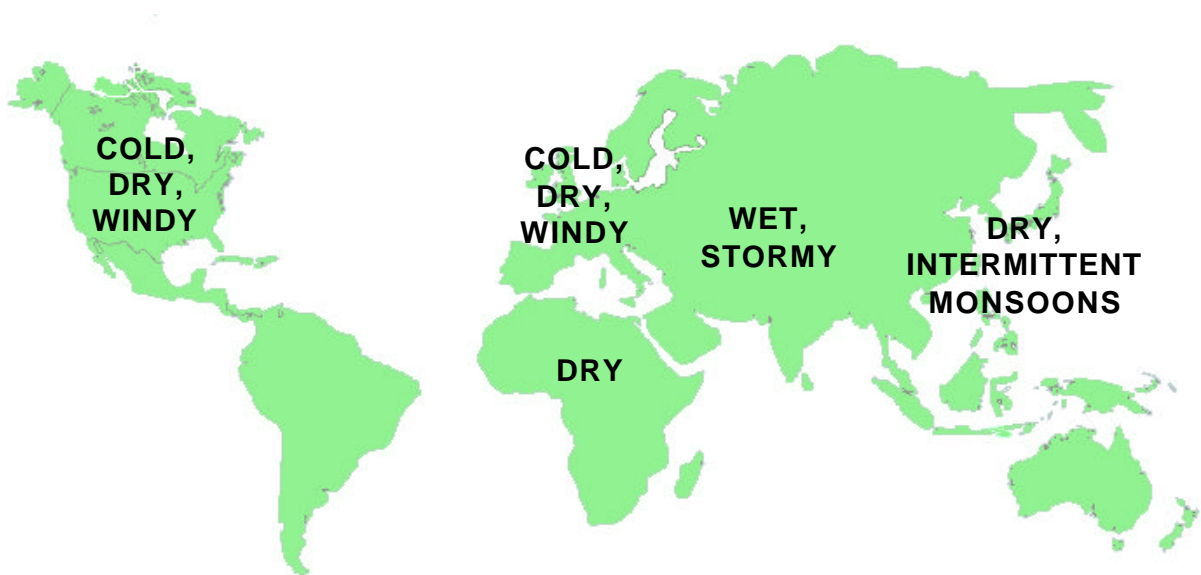 COLD,
DRY,
WINDY
COLD,
DRY,
WINDY
WET,
STORMY
DRY,
INTERMITTENT
MONSOONS
DRY